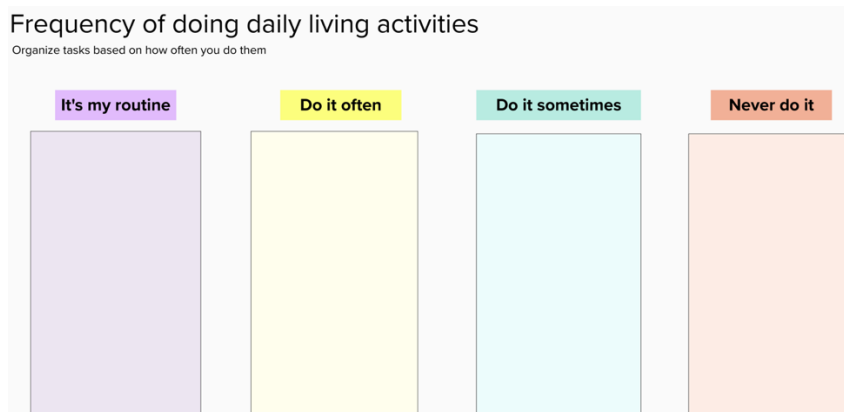 Frequency of doing daily living activities
Organize tasks based on how often you do them
It's my routine
Do it often
Do it sometimes
Never do it